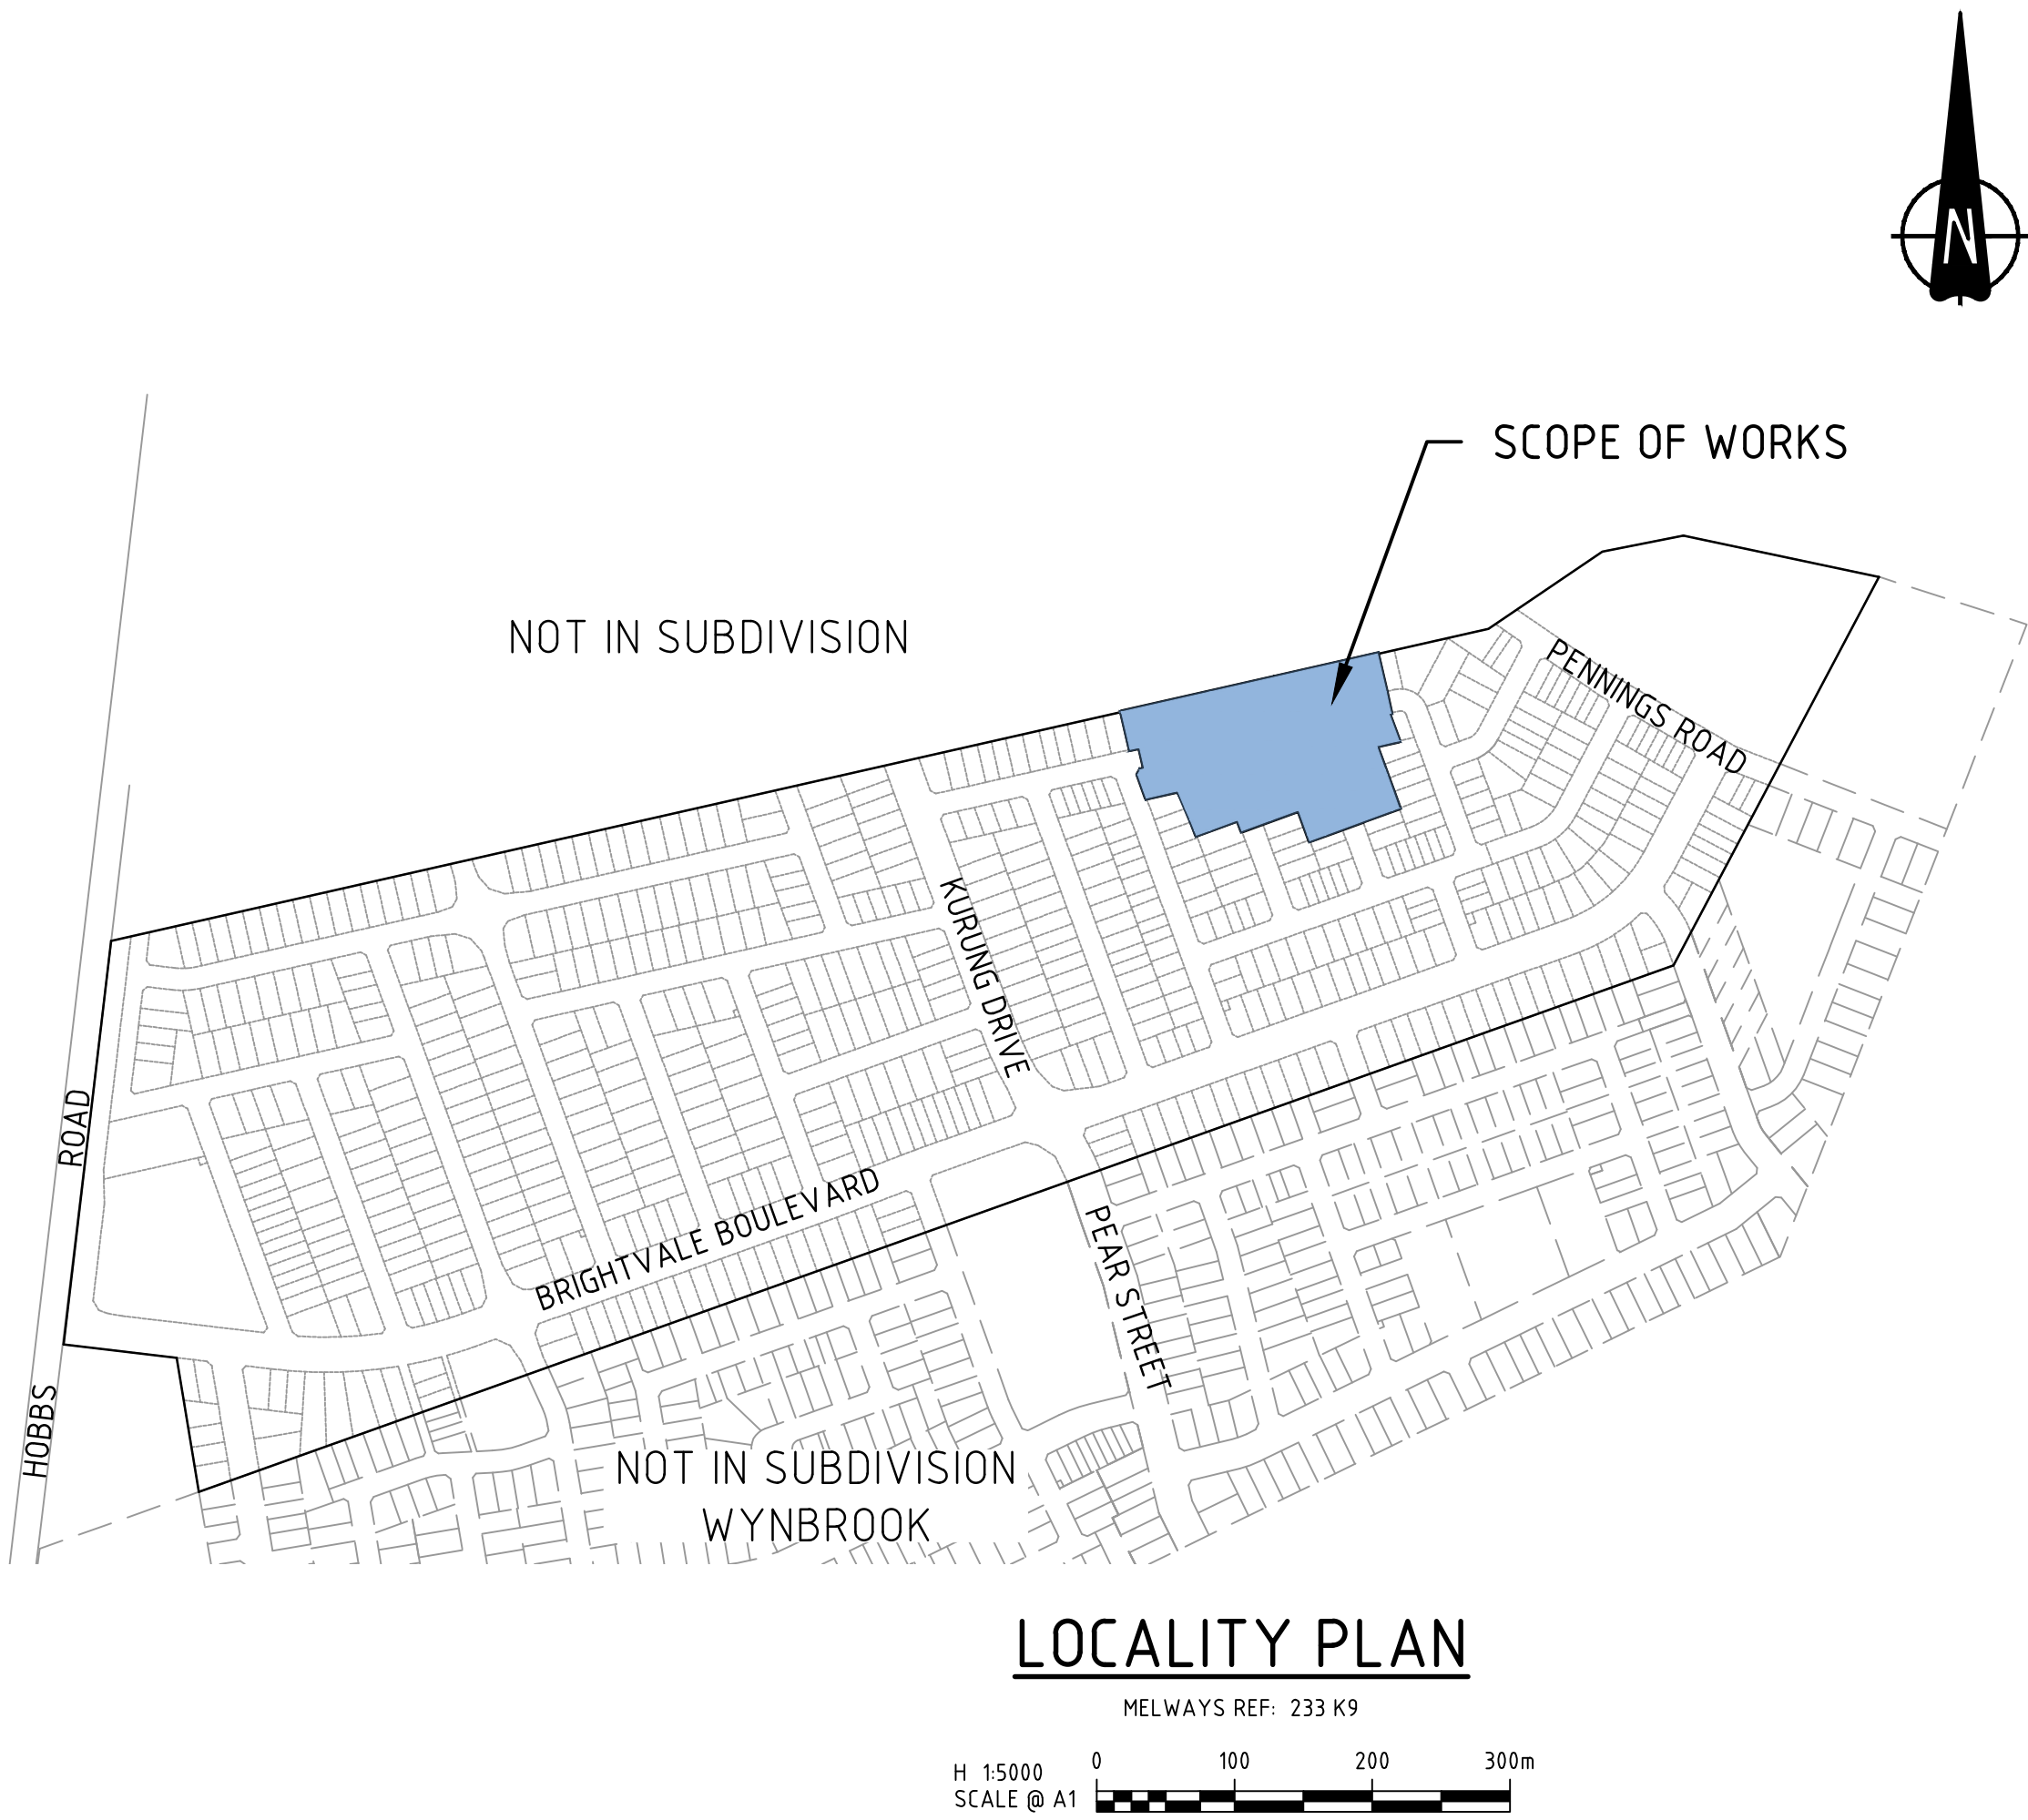 N
SCOPE OF WORKS
NOT IN SUBDIVISION
PENNINGS ROAD
KURUNG DRIVE
HOBBS ROAD
BRIGHTVALE BOULEVARD
PEAR STREET
NOT IN SUBDIVISION
WYNBROOK
LOCALITY PLAN
MELWAYS REF: 233 K9
0 100 200 300m
H 1:5000
SCALE @ A1